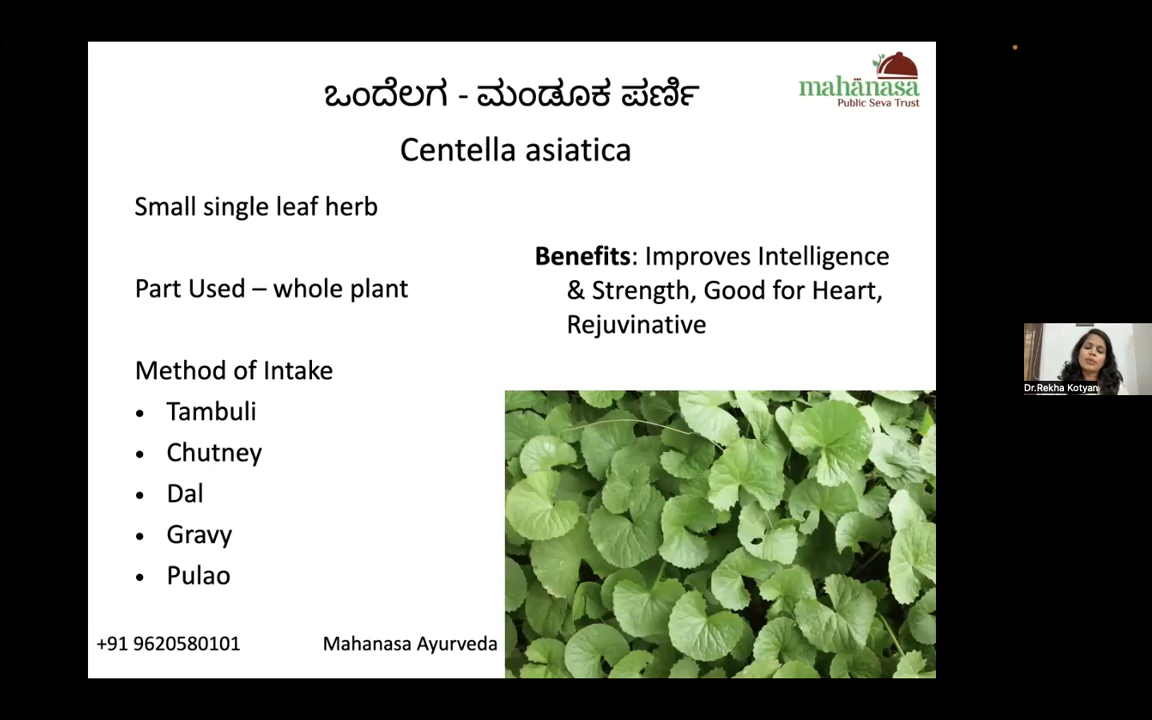 ಒಂದೆಲಗ - ಮಂಡೂಕ ಪರ್ಣಿ
mahänasa
Public Seva Trust
Centella asiatica
Small single leaf herb
Part Used – whole plant
Method of Intake
• Tambuli
• Chutney
• Dal
• Gravy
• Pulao
Benefits: Improves Intelligence
& Strength, Good for Heart,
Rejuvinative
+91 9620580101
Mahanasa Ayurveda
Dr.Rekha Kotyan